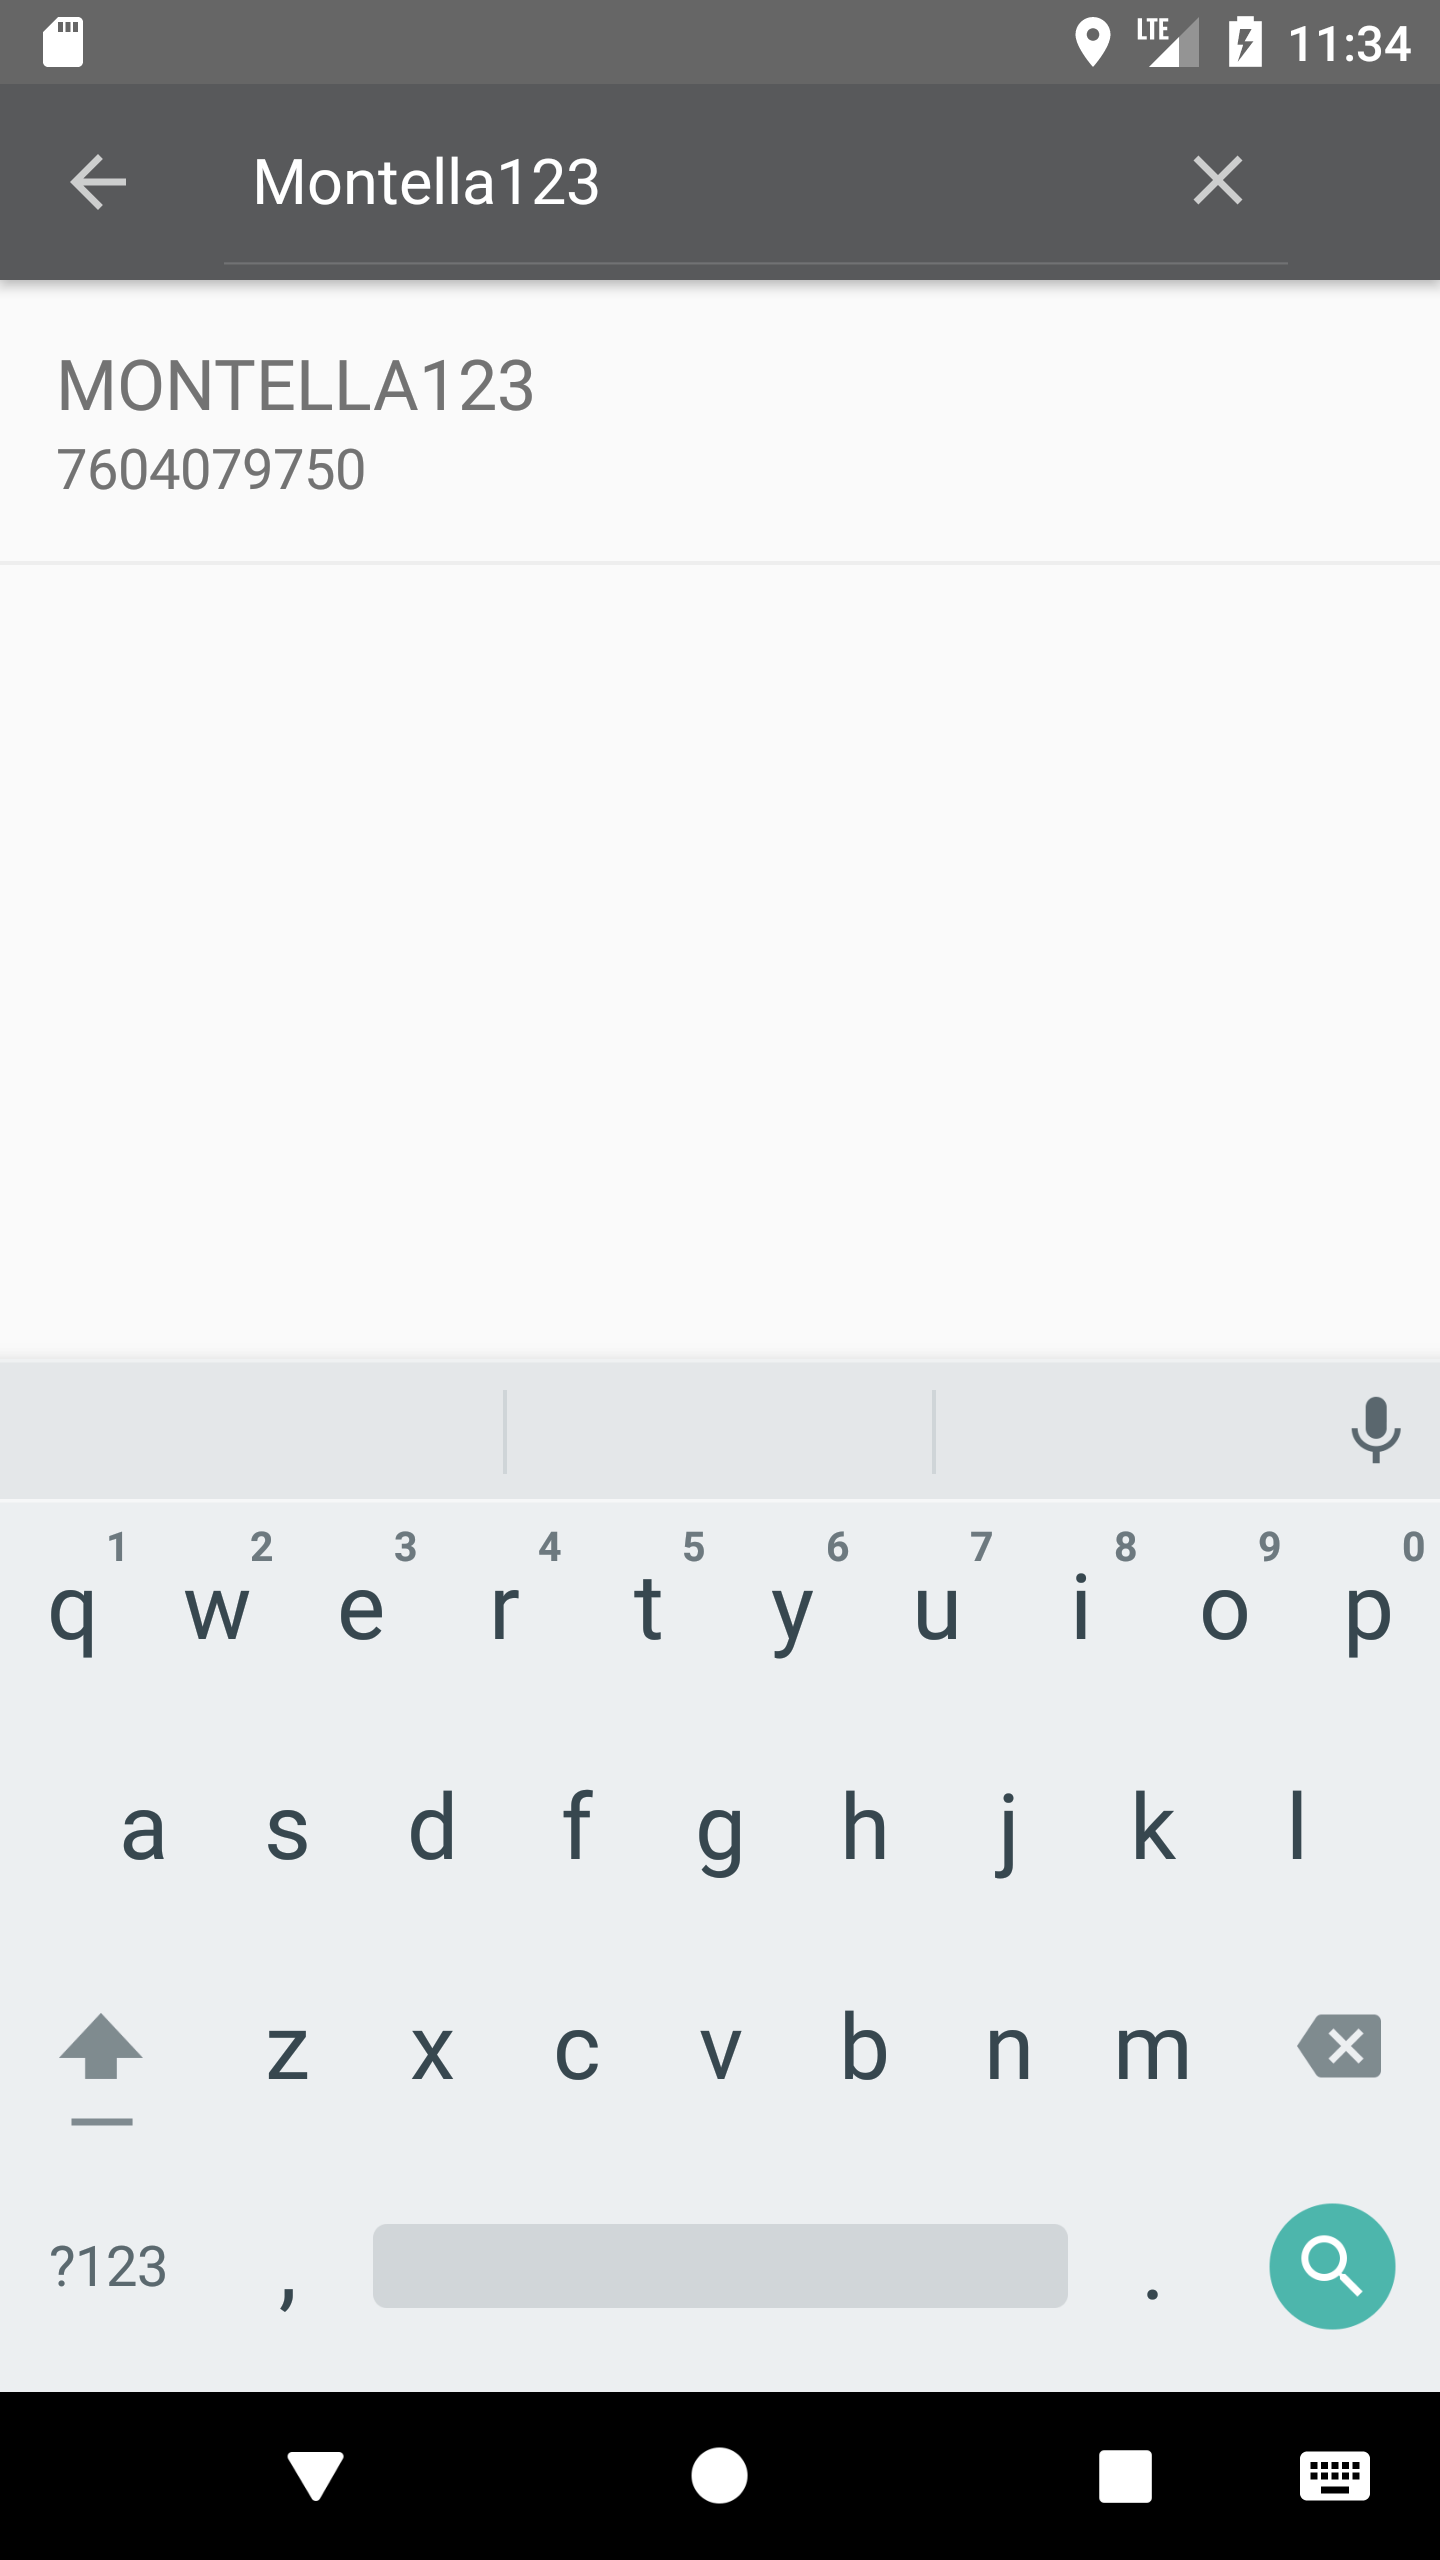 LTE 11:34
Montella123
MONTELLA123
7604079750
1 2 3 4 5 6 7 8 9 0
q w e r t y u i o p
a s d f g h j k l
z x c v b n m
?123 , .